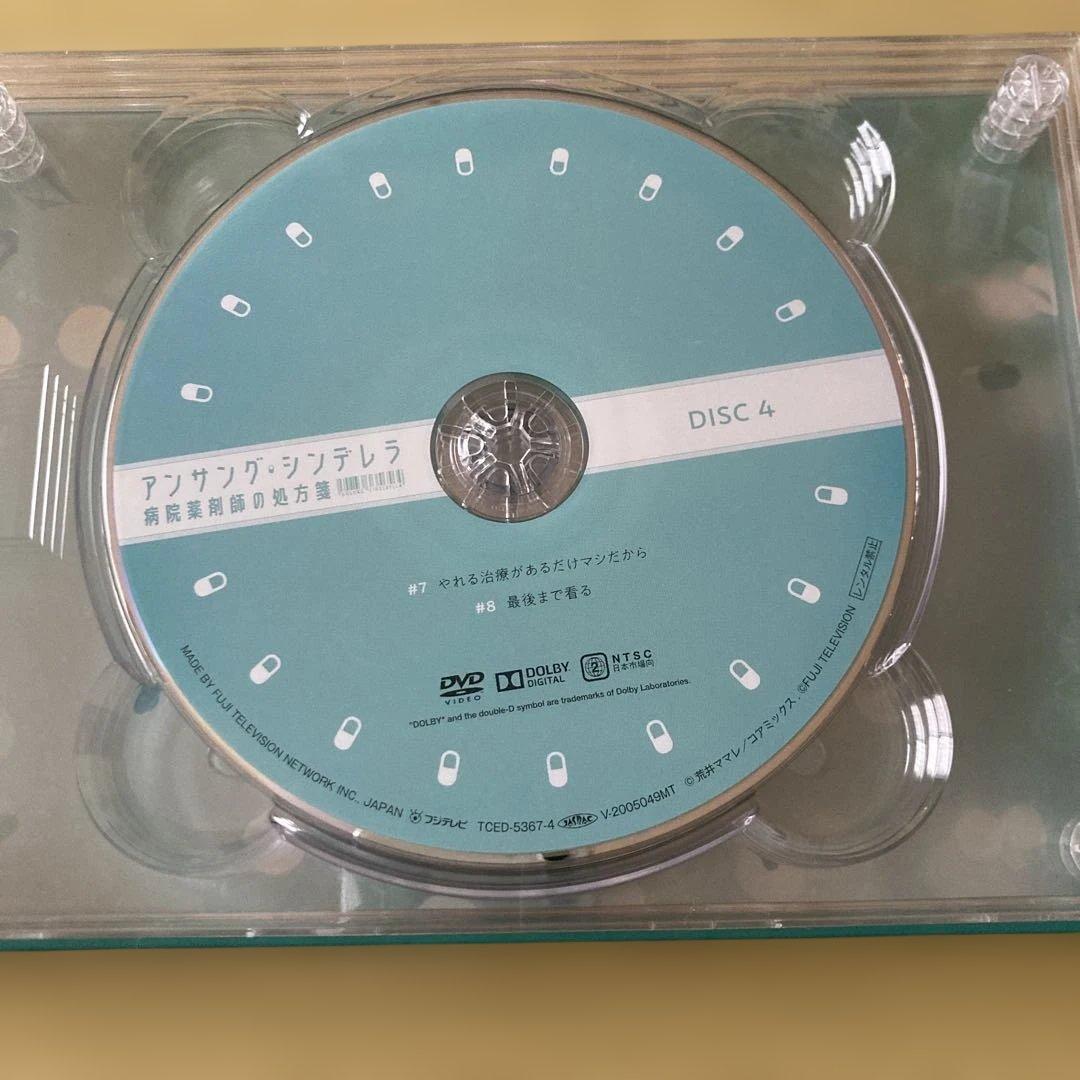 DISC 4
アンサング・シンデレラ
病院薬剤師の処方箋
#7 やれる治療があるだけマシだから
#8 最後まで看る
DVD VIDEO
DOLBY DIGITAL
2 NTSC 日本市場向
"DOLBY" and the double-D symbol are trademarks of Dolby Laboratories.
MADE BY FUJI TELEVISION NETWORK INC., JAPAN フジテレビ TCED-5367-4 JASRAC V-2005049MT ©荒井ママレ/コアミックス. ©FUJI TELEVISION レンタル禁止